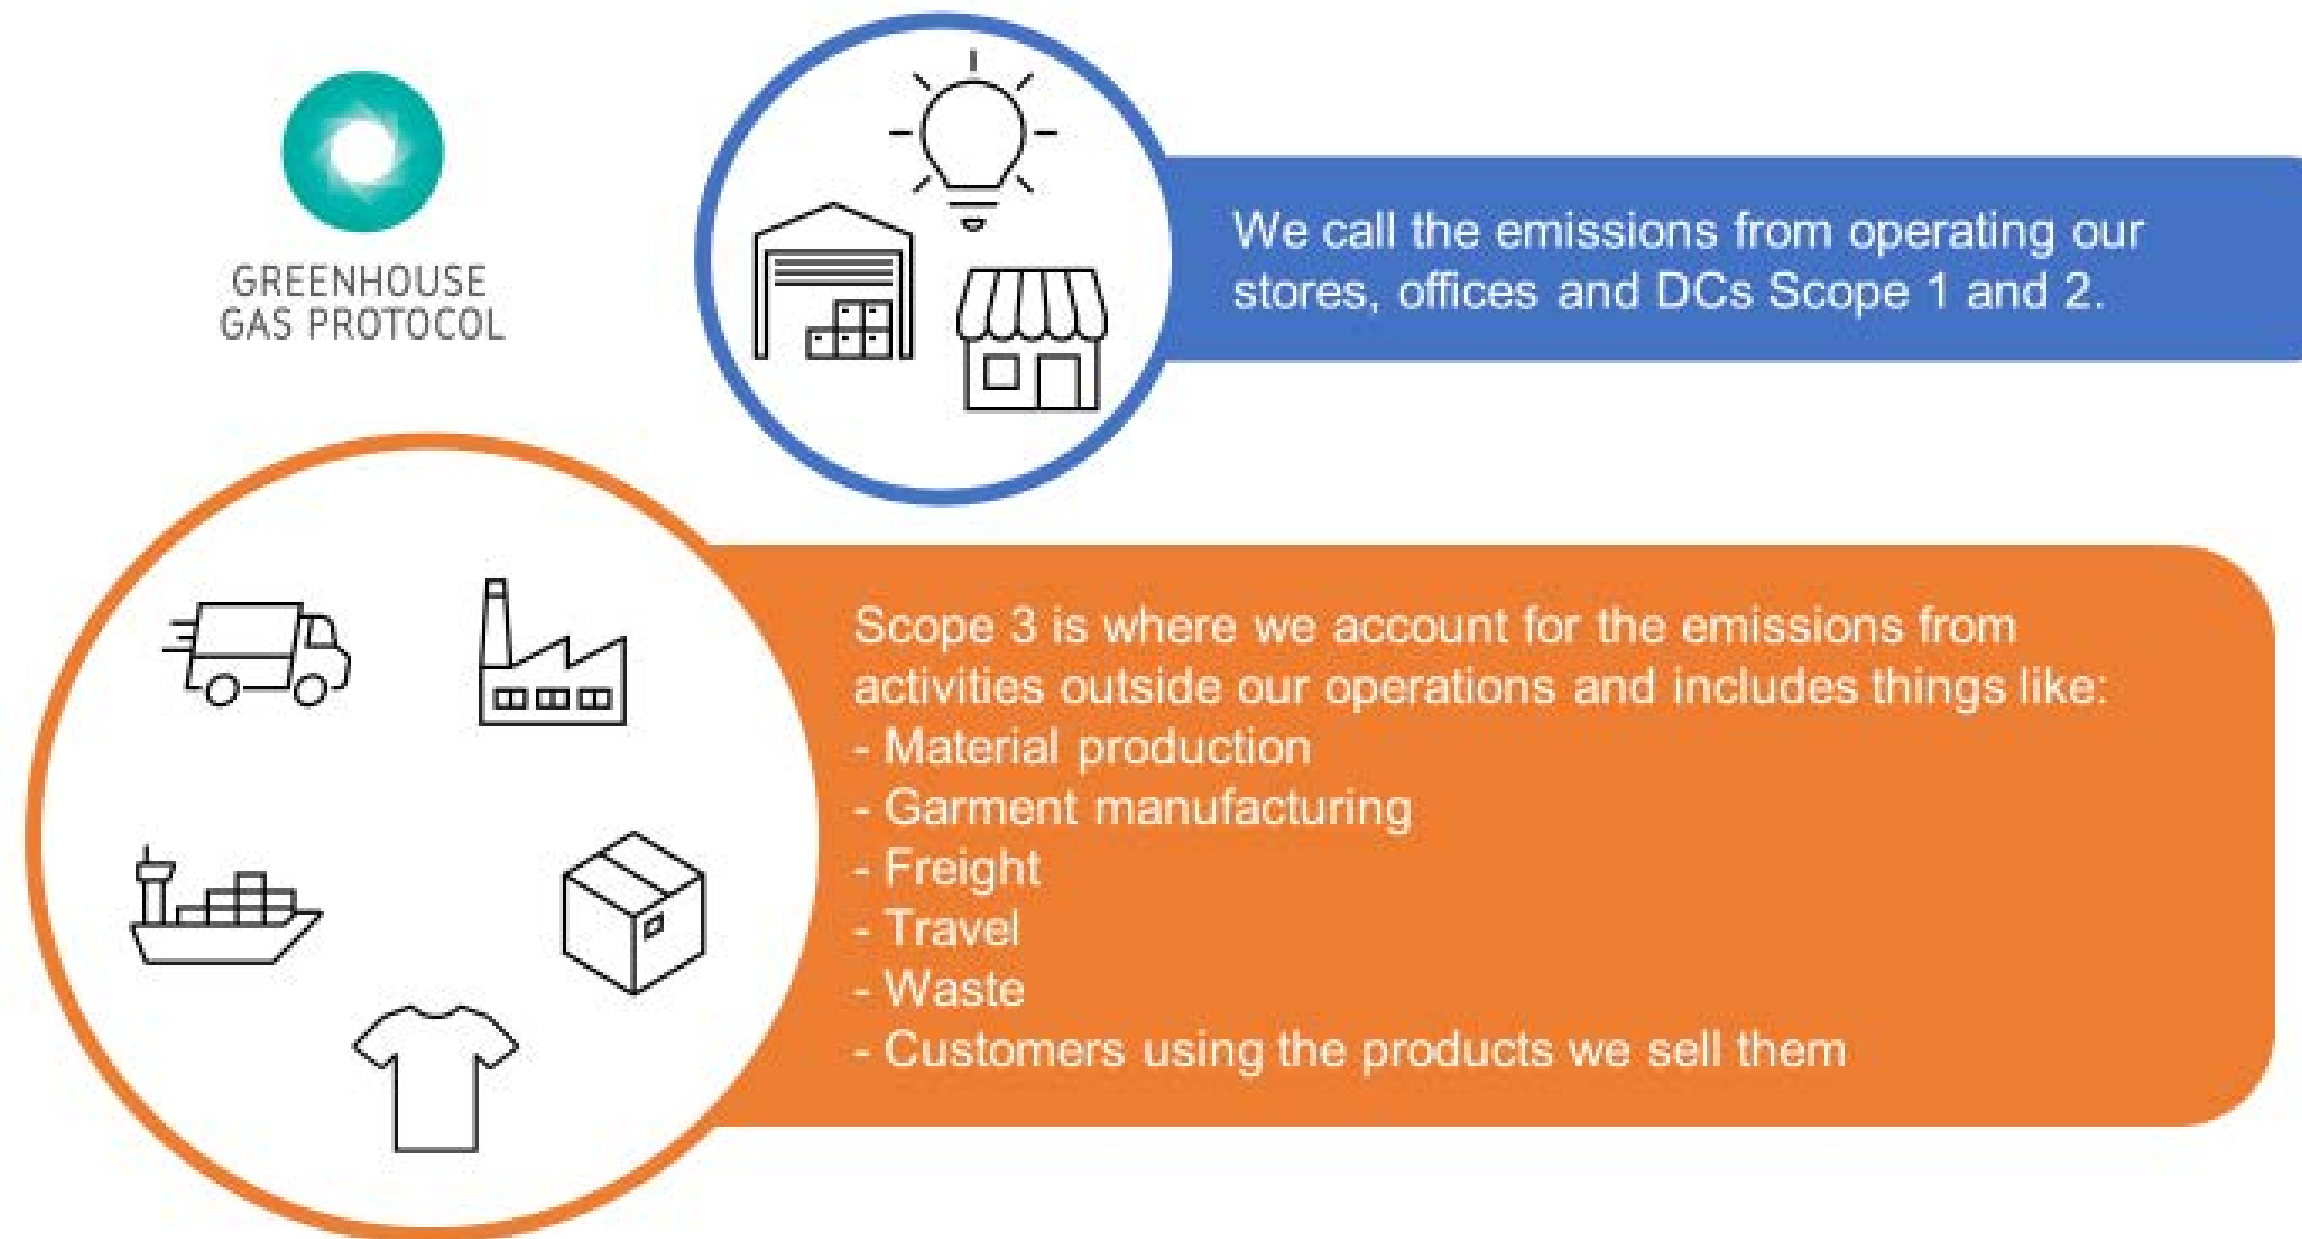 GREENHOUSE
GAS PROTOCOL
We call the emissions from operating our
stores, offices and DCs Scope 1 and 2.
Scope 3 is where we account for the emissions from
activities outside our operations and includes things like:
- Material production
- Garment manufacturing
- Freight
- Travel
- Waste
- Customers using the products we sell them